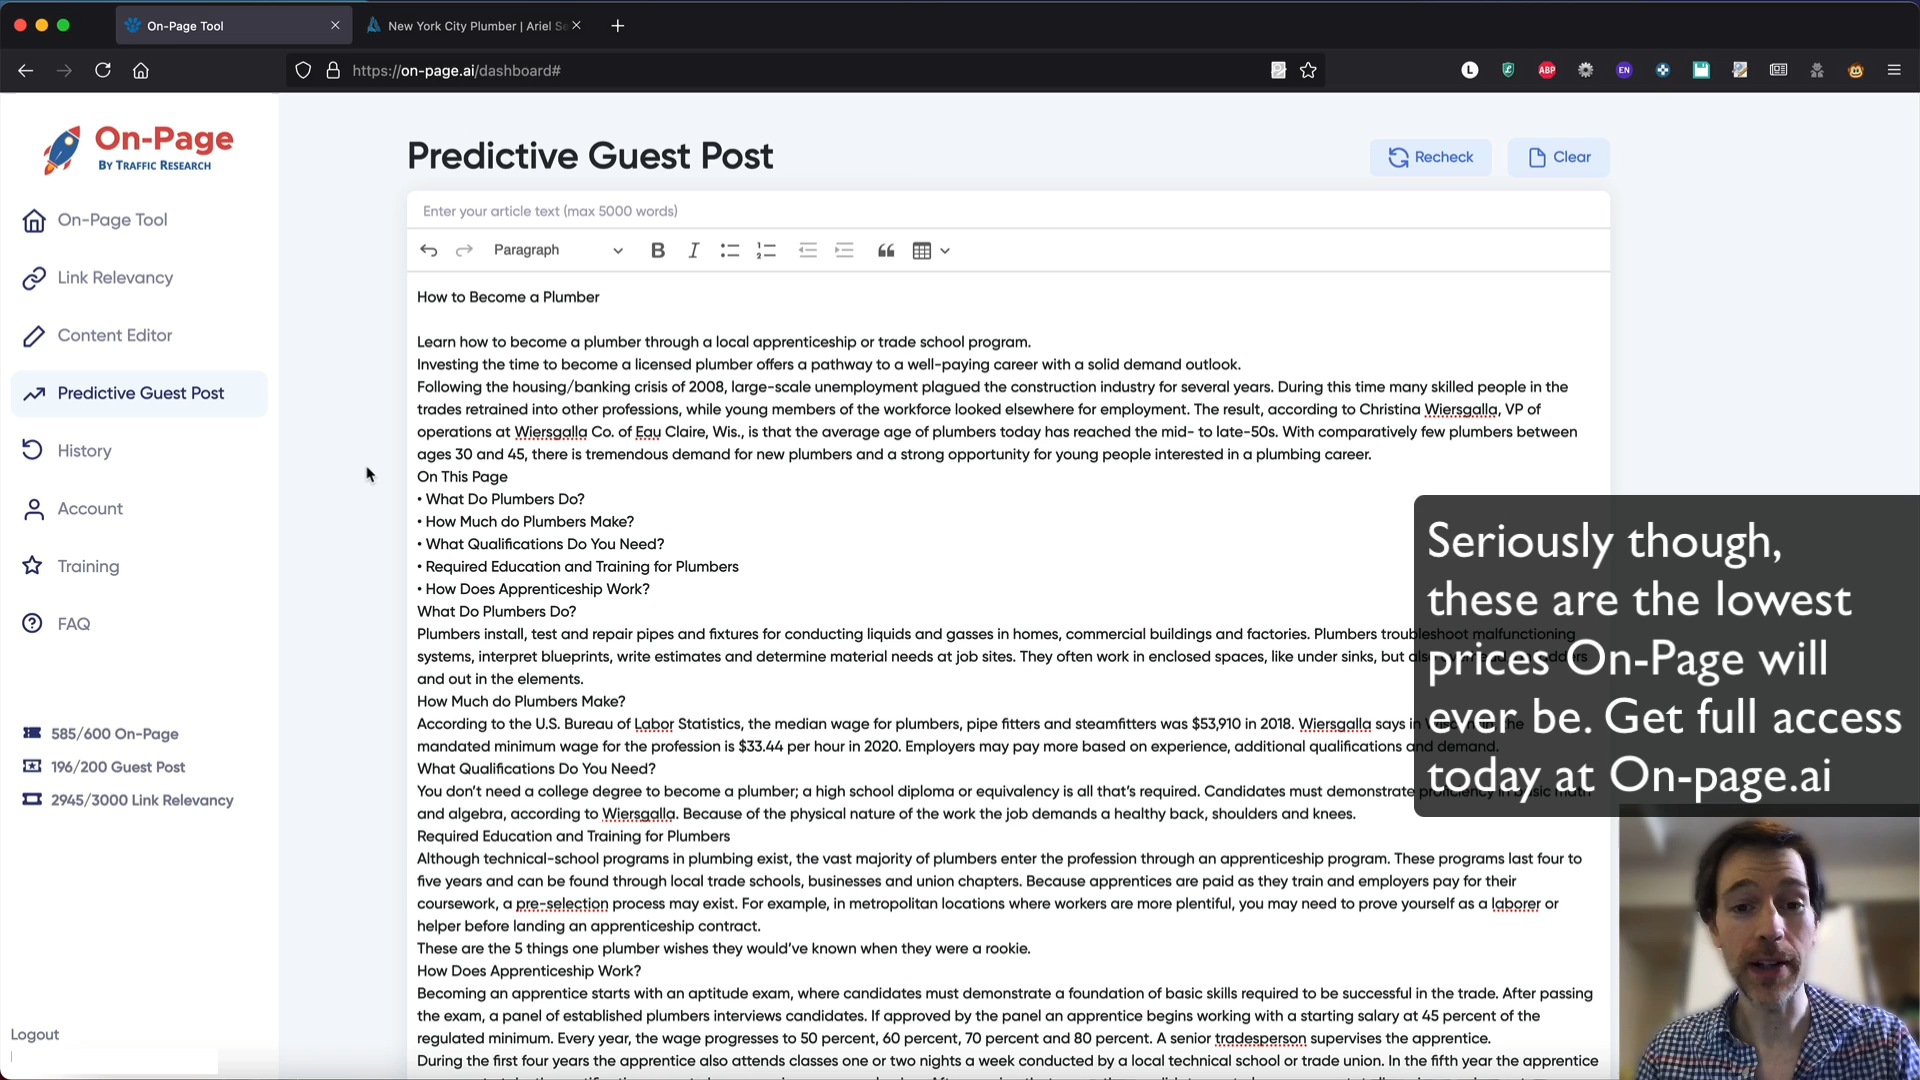 On-Page Tool
New York City Plumber | Ariel Se
https://on-page.ai/dashboard#
L
ABP
EN
On-Page
BY TRAFFIC RESEARCH
On-Page Tool
Link Relevancy
Content Editor
Predictive Guest Post
History
Account
Training
FAQ
585/600 On-Page
196/200 Guest Post
2945/3000 Link Relevancy
Logout
Predictive Guest Post
Recheck
Clear
Enter your article text (max 5000 words)
Paragraph
How to Become a Plumber
Learn how to become a plumber through a local apprenticeship or trade school program.
Investing the time to become a licensed plumber offers a pathway to a well-paying career with a solid demand outlook.
Following the housing/banking crisis of 2008, large-scale unemployment plagued the construction industry for several years. During this time many skilled people in the
trades retrained into other professions, while young members of the workforce looked elsewhere for employment. The result, according to Christina Wiersgalla, VP of
operations at Wiersgalla Co. of Eau Claire, Wis., is that the average age of plumbers today has reached the mid- to late-50s. With comparatively few plumbers between
ages 30 and 45, there is tremendous demand for new plumbers and a strong opportunity for young people interested in a plumbing career.
On This Page
• What Do Plumbers Do?
• How Much do Plumbers Make?
• What Qualifications Do You Need?
• Required Education and Training for Plumbers
• How Does Apprenticeship Work?
What Do Plumbers Do?
Plumbers install, test and repair pipes and fixtures for conducting liquids and gasses in homes, commercial buildings and factories. Plumbers troubleshoot malfunctioning
systems, interpret blueprints, write estimates and determine material needs at job sites. They often work in enclosed spaces, like under sinks, but
and out in the elements.
How Much do Plumbers Make?
According to the U.S. Bureau of Labor Statistics, the median wage for plumbers, pipe fitters and steamfitters was $53,910 in 2018. Wiersgalla says in
mandated minimum wage for the profession is $33.44 per hour in 2020. Employers may pay more based on experience, additional qualifications and demand.
What Qualifications Do You Need?
You don't need a college degree to become a plumber; a high school diploma or equivalency is all that's required. Candidates must demonstrate proficiency in basic math
and algebra, according to Wiersgalla. Because of the physical nature of the work the job demands a healthy back, shoulders and knees.
Required Education and Training for Plumbers
Although technical-school programs in plumbing exist, the vast majority of plumbers enter the profession through an apprenticeship program. These programs last four to
five years and can be found through local trade schools, businesses and union chapters. Because apprentices are paid as they train and employers pay for their
coursework, a pre-selection process may exist. For example, in metropolitan locations where workers are more plentiful, you may need to prove yourself as a laborer or
helper before landing an apprenticeship contract.
These are the 5 things one plumber wishes they would've known when they were a rookie.
How Does Apprenticeship Work?
Becoming an apprentice starts with an aptitude exam, where candidates must demonstrate a foundation of basic skills required to be successful in the trade. After passing
the exam, a panel of established plumbers interviews candidates. If approved by the panel an apprentice begins working with a starting salary at 45 percent of the
regulated minimum. Every year, the wage progresses to 50 percent, 60 percent, 70 percent and 80 percent. A senior tradesperson supervises the apprentice.
During the first four years the apprentice also attends classes one or two nights a week conducted by a local technical school or trade union. In the fifth year the apprentice
Seriously though,
these are the lowest
prices On-Page will
ever be. Get full access
today at On-page.ai